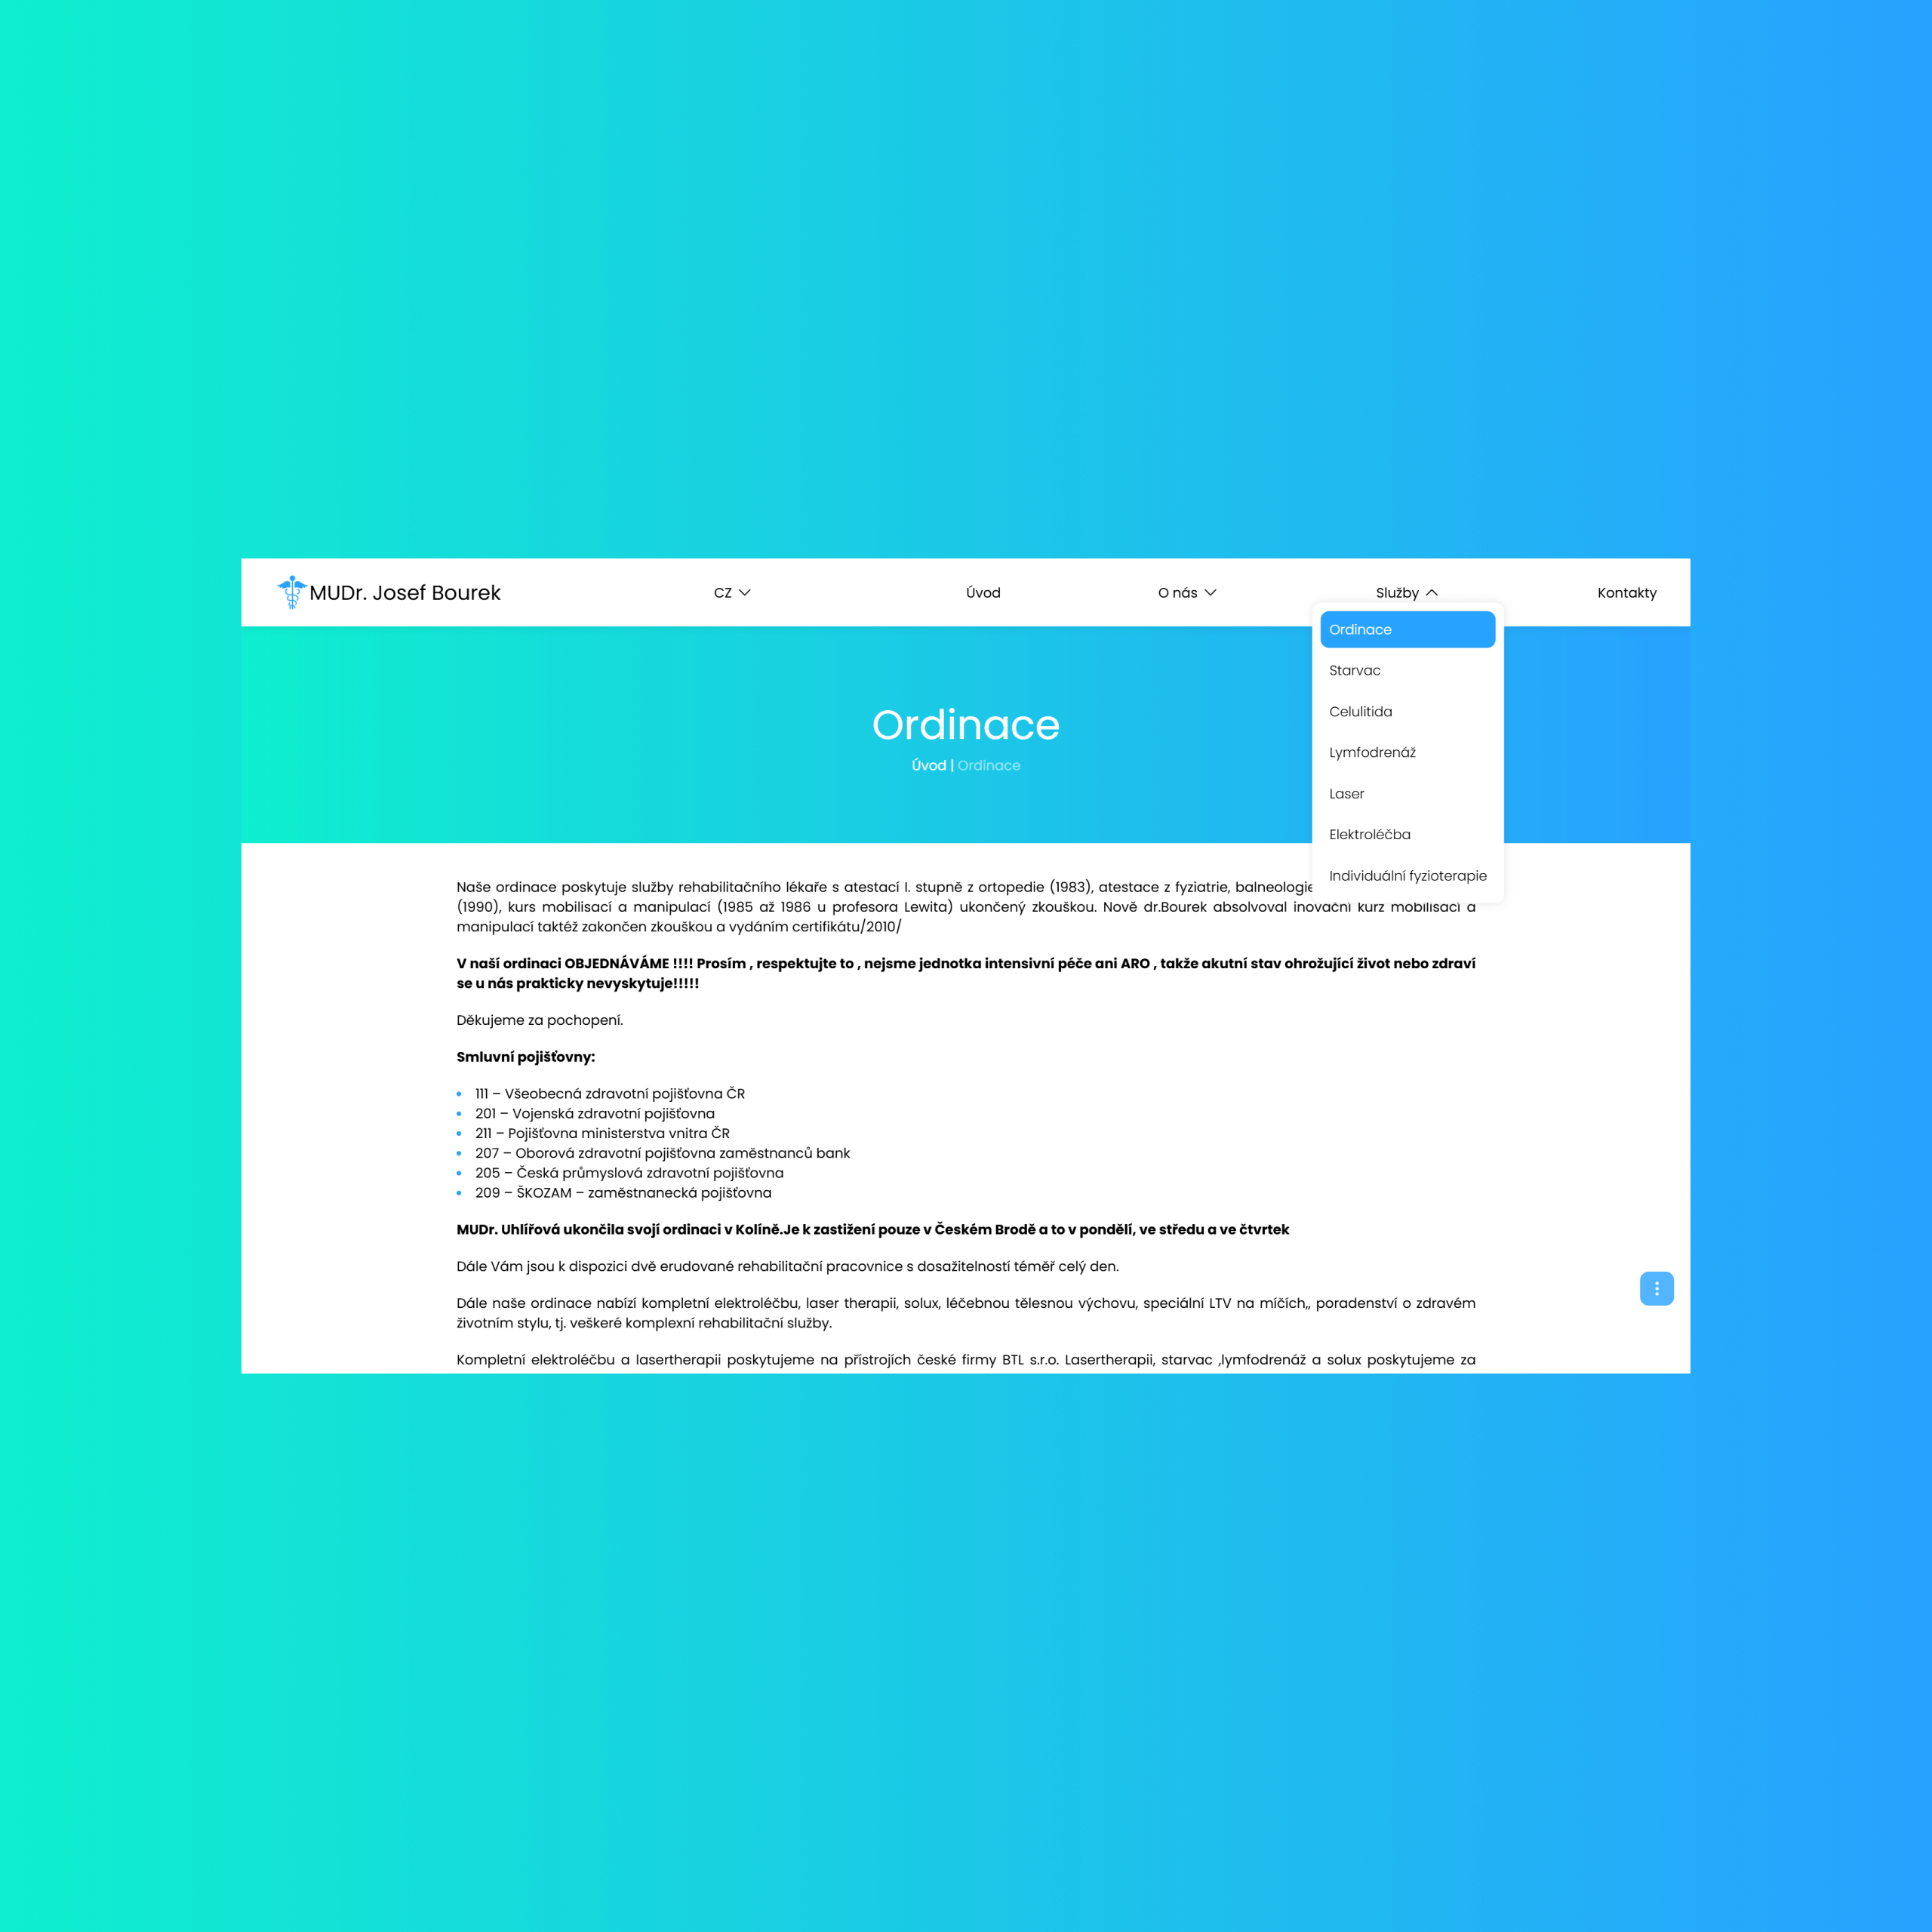 MUDr. Josef Bourek
CZ
Úvod
O nás
Služby
Kontakty
Ordinace
Starvac
Celulitida
Lymfodrenáž
Laser
Elektroléčba
Individuální fyzioterapie
Ordinace
Úvod | Ordinace
Naše ordinace poskytuje služby rehabilitačního lékaře s atestací I. stupně z ortopedie (1983), atestace z fyziatrie, balneologie
(1990), kurs mobilisací a manipulací (1985 až 1986 u profesora Lewita) ukončený zkouškou. Nově dr.Bourek absolvoval inovační kurz mobilisací a
manipulací taktéž zakončen zkouškou a vydáním certifikátu/2010/
V naší ordinaci OBJEDNÁVÁME !!!! Prosím , respektujte to , nejsme jednotka intensivní péče ani ARO , takže akutní stav ohrožující život nebo zdraví
se u nás prakticky nevyskytuje!!!!!
Děkujeme za pochopení.
Smluvní pojišťovny:
111 – Všeobecná zdravotní pojišťovna ČR
201 – Vojenská zdravotní pojišťovna
211 – Pojišťovna ministerstva vnitra ČR
207 – Oborová zdravotní pojišťovna zaměstnanců bank
205 – Česká průmyslová zdravotní pojišťovna
209 – ŠKOZAM – zaměstnanecká pojišťovna
MUDr. Uhlířová ukončila svojí ordinaci v Kolíně.Je k zastižení pouze v Českém Brodě a to v pondělí, ve středu a ve čtvrtek
Dále Vám jsou k dispozici dvě erudované rehabilitační pracovnice s dosažitelností téměř celý den.
Dále naše ordinace nabízí kompletní elektroléčbu, laser therapii, solux, léčebnou tělesnou výchovu, speciální LTV na míčích,, poradenství o zdravém
životním stylu, tj. veškeré komplexní rehabilitační služby.
Kompletní elektroléčbu a lasertherapii poskytujeme na přístrojích české firmy BTL s.r.o. Lasertherapii, starvac ,lymfodrenáž a solux poskytujeme za